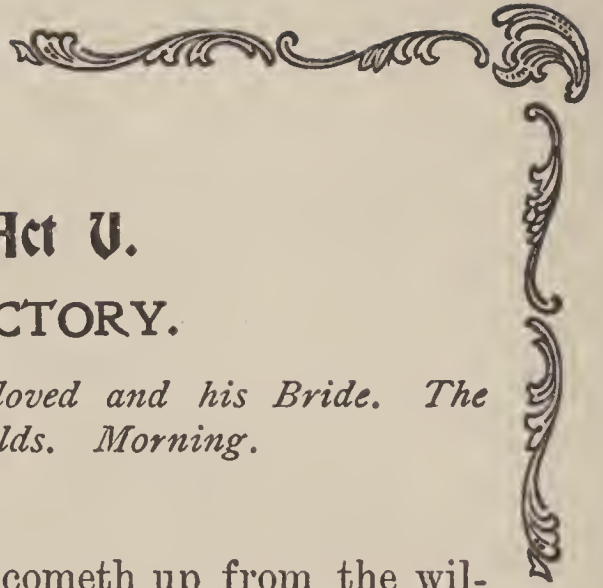 Act V.
CTORY.
loved and his Bride. The
lds. Morning.
cometh up from the wil-